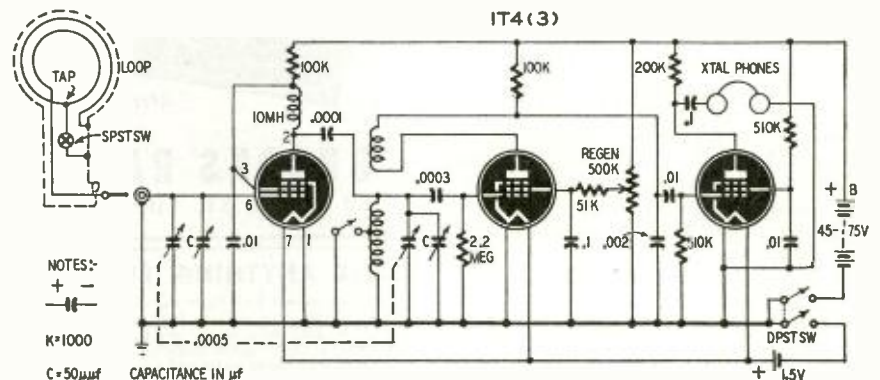 1T4(3)
LOOP
TAP
SPSTSW
100K
10MH
.0001
2
3
6
7
1
.01
100K
.0003
2.2
MEG
C
C
REGEN
500K
51K
.1
.002
200K
XTAL PHONES
.1
510K
.01
510K
.01
+ B
45-75V
-
DPSTSW
+ 1.5V
.0005
NOTES:-
+ -
K=1000
C=50µµf CAPACITANCE IN µf